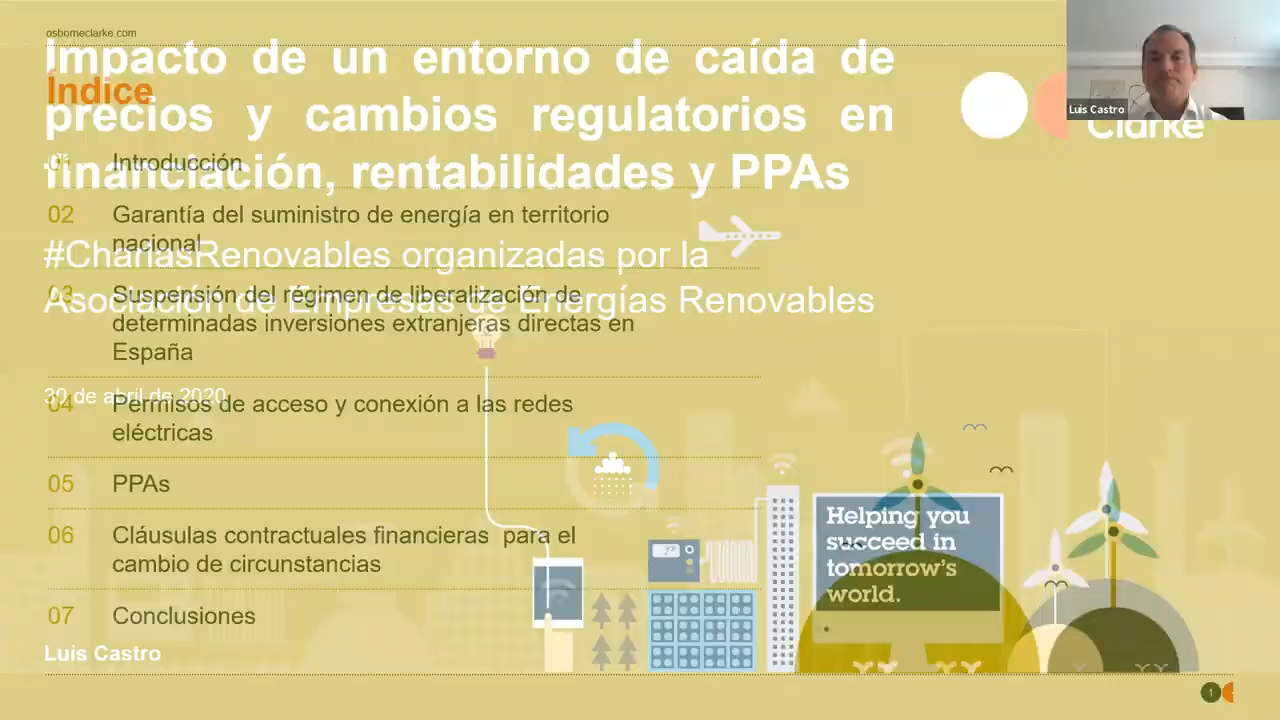 osborneclarke.com
Impacto de un entorno de caída de
precios y cambios regulatorios en
financiación, rentabilidades y PPAs
#CharlasRenovables organizadas por la
Asociación de Empresas de Energías Renovables
30 de abril de 2020
Luis Castro
Índice
01 Introducción
02 Garantía del suministro de energía en territorio
nacional
03 Suspensión del régimen de liberalización de
determinadas inversiones extranjeras directas en
España
04 Permisos de acceso y conexión a las redes
eléctricas
05 PPAs
06 Cláusulas contractuales financieras para el
cambio de circunstancias
07 Conclusiones
Helping you
succeed in
tomorrow's
world.
Clarke
Luis Castro
1